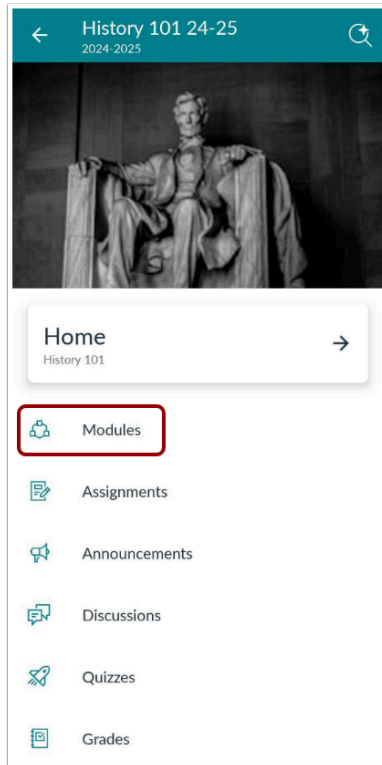 History 101 24-25
2024-2025
Home
History 101
Modules
Assignments
Announcements
Discussions
Quizzes
Grades